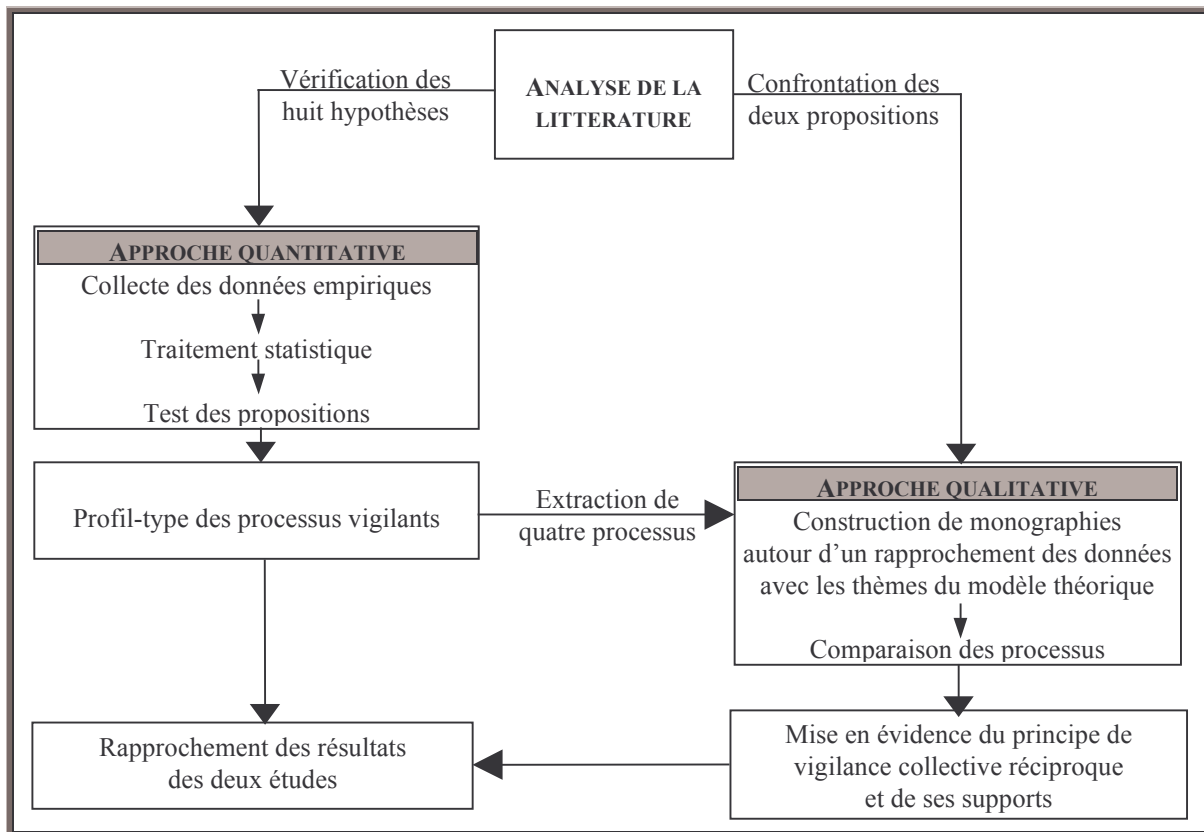 Vérification des
huit hypothèses
ANALYSE DE LA
LITTERATURE
Confrontation des
deux propositions
APPROCHE QUANTITATIVE
Collecte des données empiriques
Traitement statistique
Test des propositions
Profil-type des processus vigilants
Extraction de
quatre processus
APPROCHE QUALITATIVE
Construction de monographies
autour d'un rapprochement des données
avec les thèmes du modèle théorique
Comparaison des processus
Rapprochement des résultats
des deux études
Mise en évidence du principe de
vigilance collective réciproque
et de ses supports